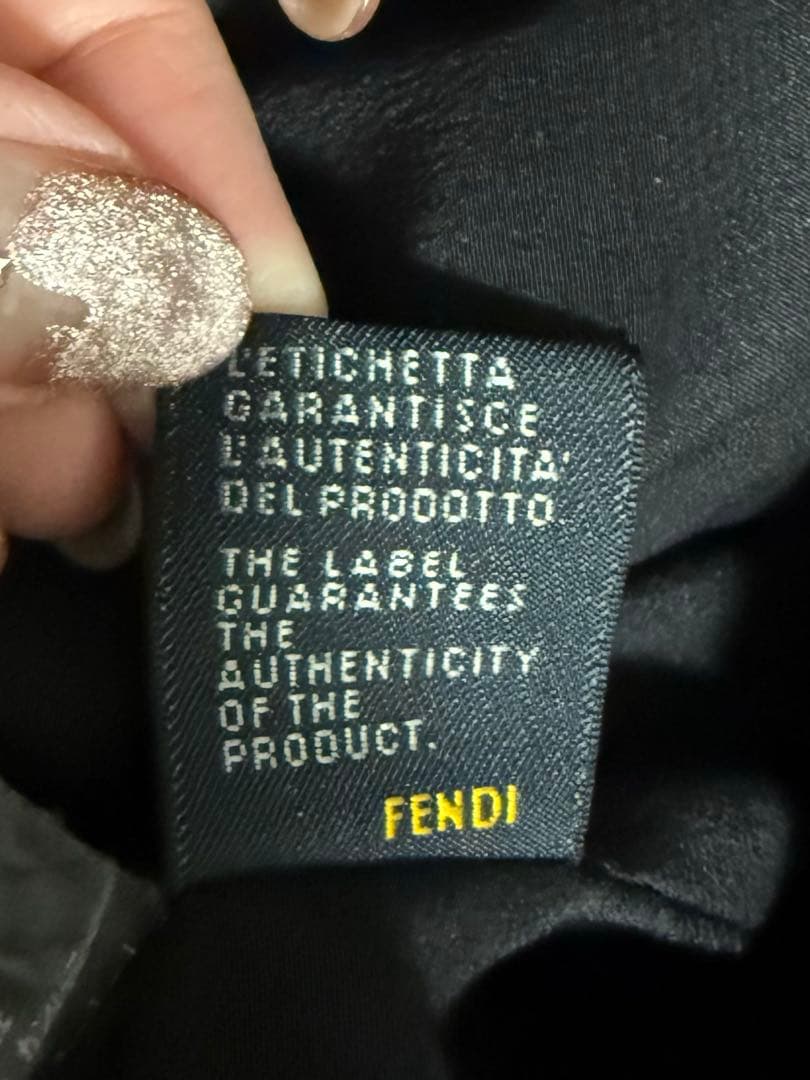 L'ETICHETTA
GARANTISCE
L'AUTENTICITA'
DEL PRODOTTO.
THE LABEL
GUARANTEES
THE
AUTHENTICITY
OF THE
PRODUCT.
FENDI